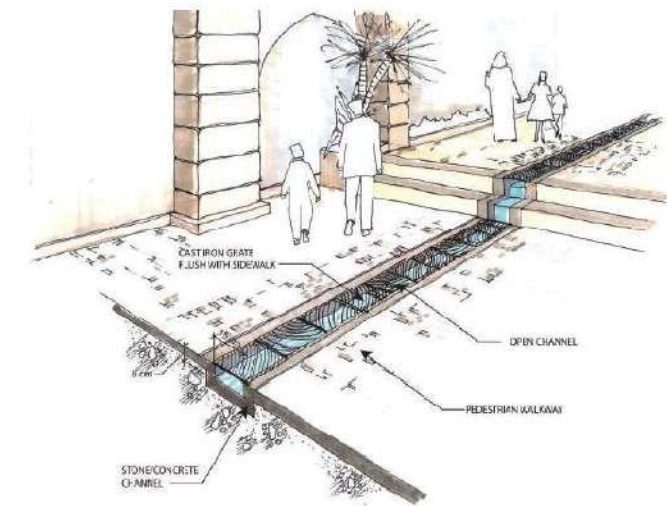 CAST IRON GRATE
FLUSH WITH SIDEWALK
OPEN CHANNEL
8 cm
PEDESTRIAN WALKWAY
STONE/CONCRETE
CHANNEL